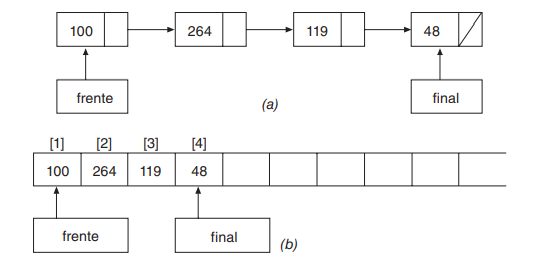 100 264 119 48
frente final
(a)
[1] [2] [3] [4]
100 264 119 48
frente final
(b)